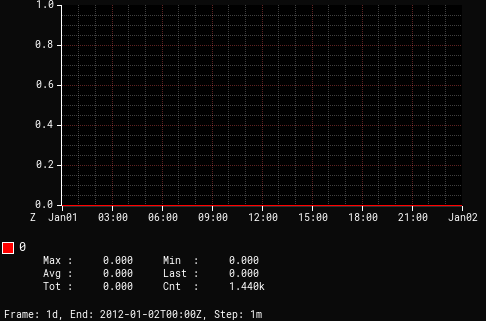 1.0
0.8
0.6
0.4
0.2
0.0
Z Jan01 03:00 06:00 09:00 12:00 15:00 18:00 21:00 Jan02
0
Max : 0.000 Min : 0.000
Avg : 0.000 Last : 0.000
Tot : 0.000 Cnt : 1.440k
Frame: 1d, End: 2012-01-02T00:00Z, Step: 1m